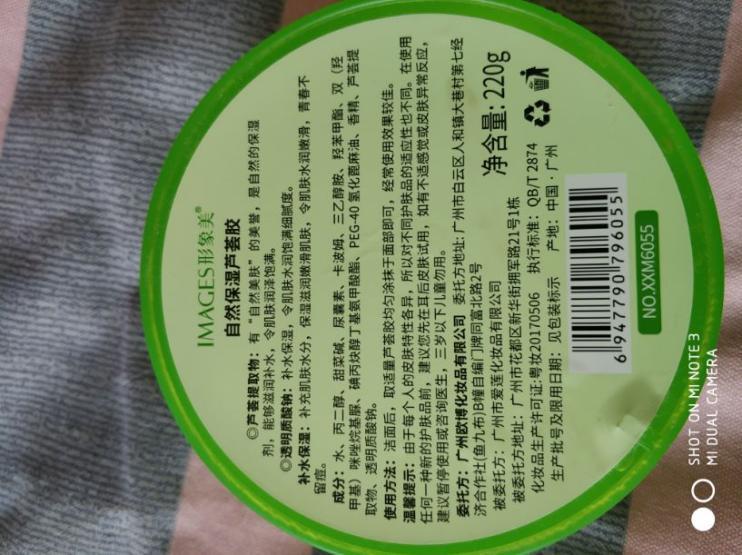 IMAGES形象美®
自然保湿芦荟胶
◎芦荟提取物：有“自然美肤”的美誉，是自然的保湿
剂，能够滋润补水，令肌肤润泽饱满。
◎透明质酸钠：补水保湿，令肌肤水润饱满细腻度。
补水保湿：补充肌肤水分，保湿滋润嫩滑肌肤，令肌肤水润嫩滑，青春不
留痘。
成分：水、丙二醇、甜菜碱、尿囊素、卡波姆、三乙醇胺、羟苯甲酯、双（羟
甲基）咪唑烷基脲、碘丙炔醇丁基氨甲酸酯、PEG-40 氢化蓖麻油、香精、芦荟提
取物、透明质酸钠。
使用方法：洁面后，取适量芦荟胶均匀涂抹于面部即可，经常使用效果较佳。
温馨提示：由于每个人的皮肤特性各异，所以对不同护肤品的适应性也不同。在使用
任何一种新的护肤品前，建议您先在耳后皮肤试用，如有不适感觉或皮肤异常反应，
建议暂停使用或咨询医生，三岁以下儿童勿用。
委托方：广州欧博化妆品有限公司 委托方地址：广州市白云区人和镇大巷村第七经
济合作社(鱼九布)B幢自编门牌同富北路2号
被委托方：广州市爱莲化妆品有限公司
被委托方地址：广州市花都区新华街拥军路21号1栋
化妆品生产许可证:粤妆20170506 执行标准：QB/T 2874
生产批号及限用日期：见包装标示 产地：中国·广州
净含量: 220g
6 947790 796055
NO.XXM6055
SHOT ON MI NOTE 3
MI DUAL CAMERA